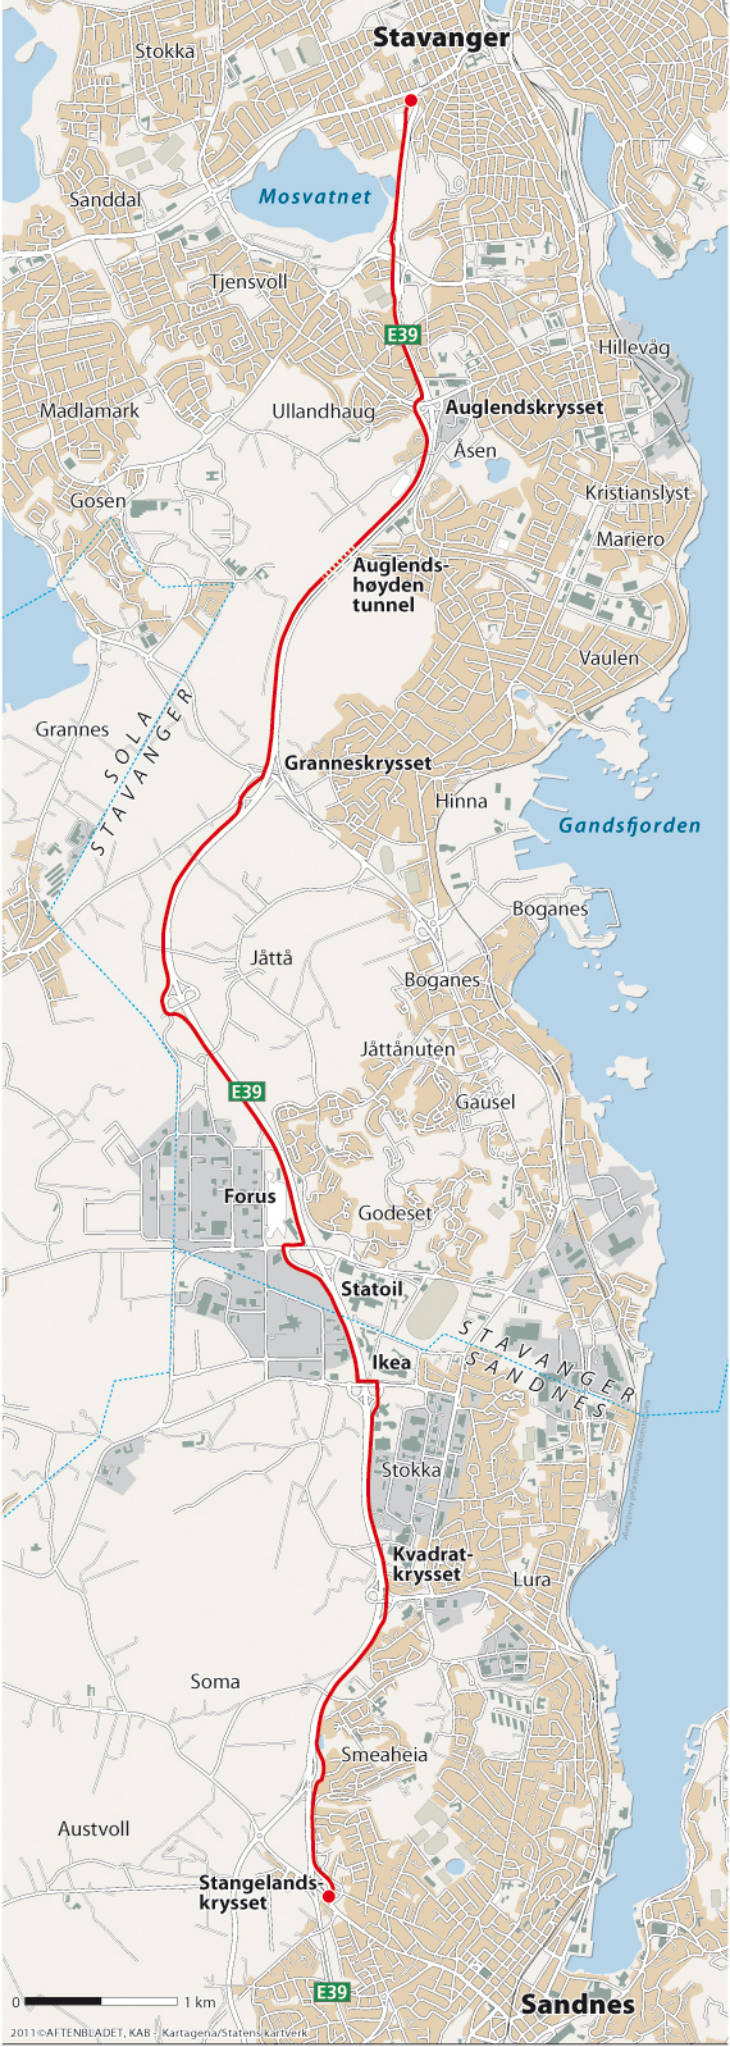 Stavanger
Stokka
Sanddal
Mosvatnet
Tjensvoll
E39
Hillevåg
Madlamark
Ullandhaug
Auglendskrysset
Åsen
Gosen
Kristianslyst
Mariero
Auglends-
høyden
tunnel
Vaulen
SOLA
STAVANGER
Grannes
Granneskrysset
Hinna
Gandsfjorden
Boganes
Jåttå
Boganes
Jåttånuten
E39
Gausel
Forus
Godeset
Statoil
STAVANGER
SANDNES
Ikea
Stokka
Kvadrat-
krysset
Lura
Soma
Smeaheia
Austvoll
Stangelands-
krysset
E39
Sandnes
0 1 km
2011©AFTENBLADET, KAB - Kartagena/Statens kartverk